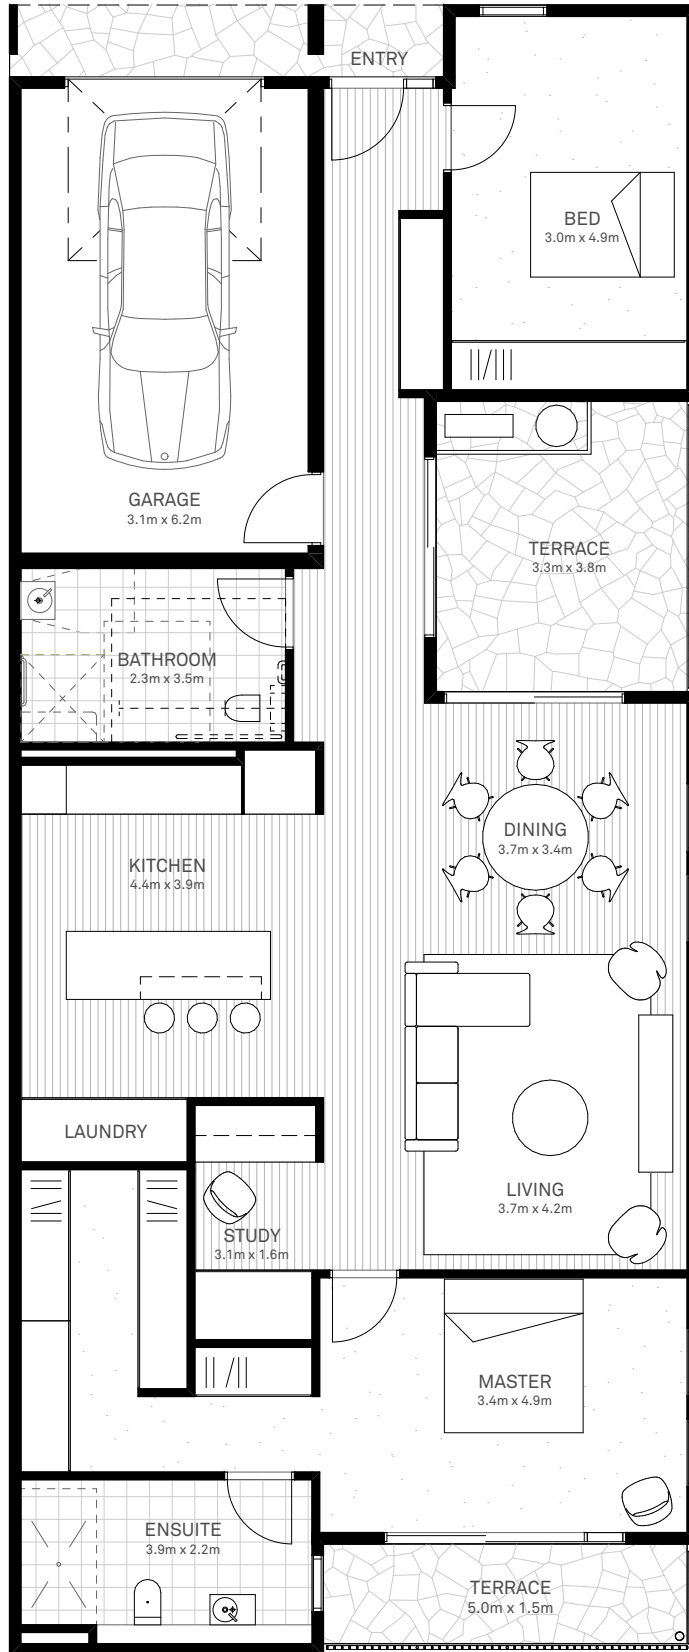 ENTRY
BED
3.0m x 4.9m
GARAGE
3.1m x 6.2m
TERRACE
3.3m x 3.8m
BATHROOM
2.3m x 3.5m
DINING
3.7m x 3.4m
KITCHEN
4.4m x 3.9m
LAUNDRY
LIVING
3.7m x 4.2m
STUDY
3.1m x 1.6m
MASTER
3.4m x 4.9m
ENSUITE
3.9m x 2.2m
TERRACE
5.0m x 1.5m